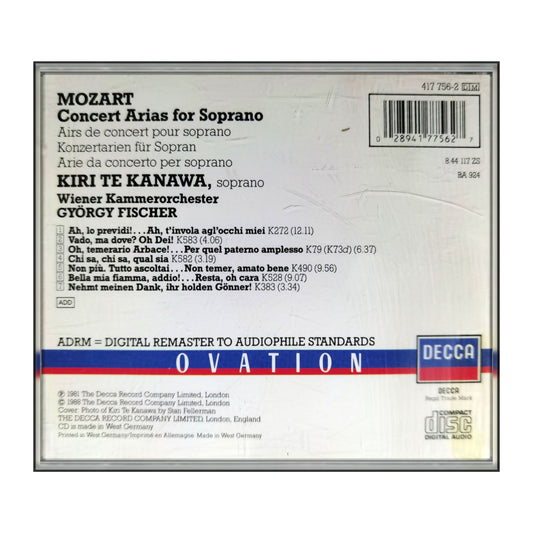 417 756-2 DM
MOZART
Concert Arias for Soprano
Airs de concert pour soprano
Konzertarien für Sopran
Arie da concerto per soprano
0 28941 77562 7
8.44 117 ZS
BA 924
KIRI TE KANAWA, soprano
Wiener Kammerorchester
GYÖRGY FISCHER
1 Ah, lo previdi!...Ah, t'invola agl'occhi miei K272 (12.11)
2 Vado, ma dove? Oh Dei! K583 (4.06)
3 Oh, temerario Arbace!...Per quel paterno amplesso K79 (K73d) (6.37)
4 Chi sa, chi sa, qual sia K582 (3.19)
5 Non più. Tutto ascoltai...Non temer, amato bene K490 (9.56)
6 Bella mia fiamma, addio!...Resta, oh cara K528 (9.07)
7 Nehmt meinen Dank, ihr holden Gönner! K383 (3.34)
ADD
ADRM = DIGITAL REMASTER TO AUDIOPHILE STANDARDS
OVATION
DECCA
DECCA
Regd. Trade Mark
℗ 1981 The Decca Record Company Limited, London
© 1988 The Decca Record Company Limited, London
Cover: Photo of Kiri Te Kanawa by Stan Fellerman
THE DECCA RECORD COMPANY LIMITED, London, England
CD is made in West Germany
Printed in West Germany/Imprimé en Allemagne. Made in West Germany
COMPACT
disc
DIGITAL AUDIO